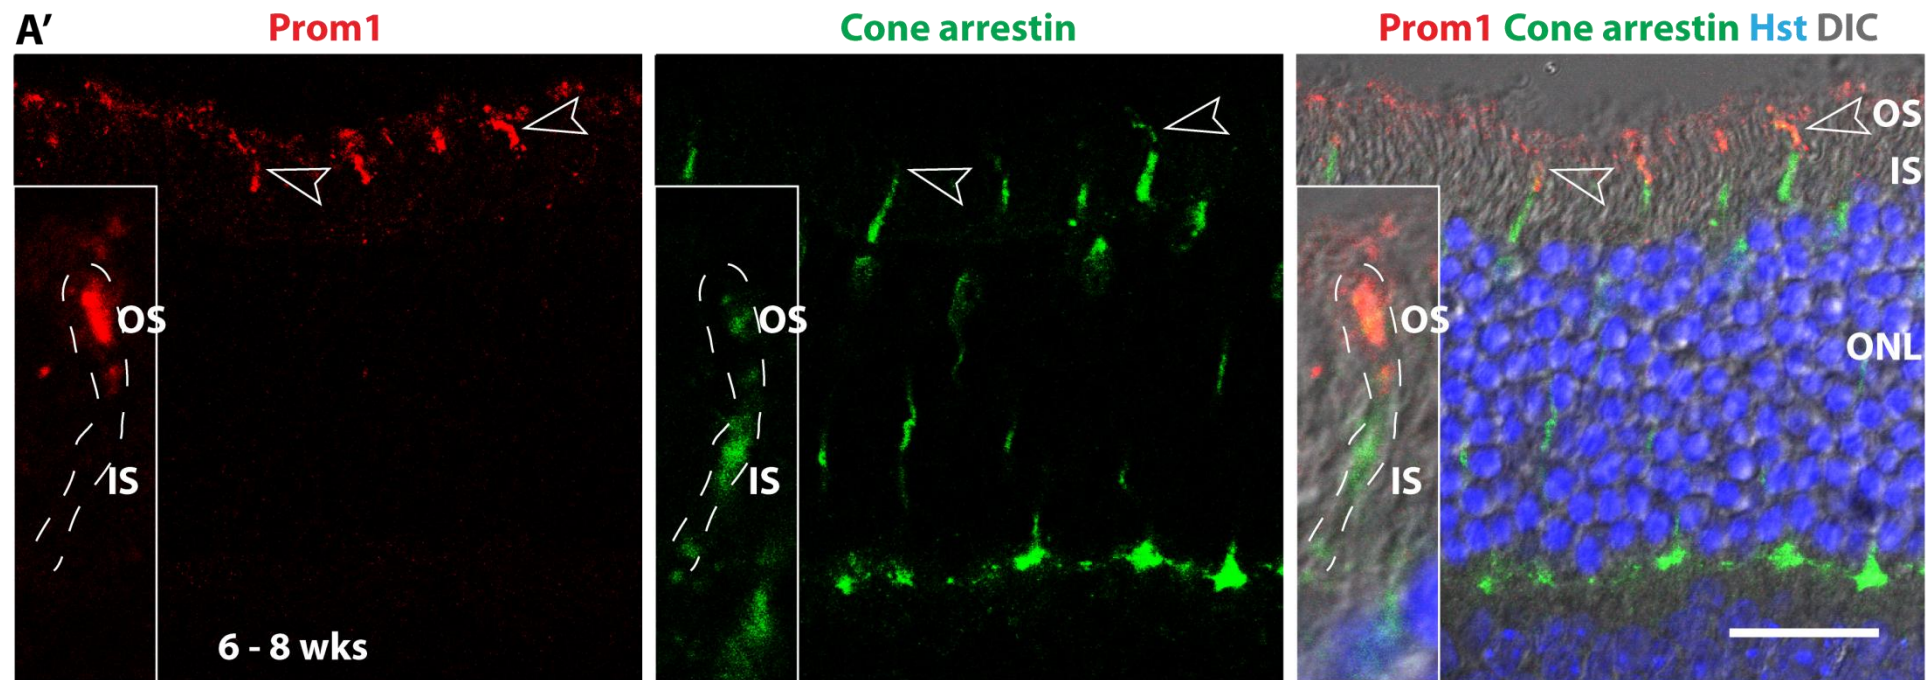 A’ Prom1 Cone arrestin Prom1 Cone arrestin Hst DIC
OS
IS
OS OS OS
ONL
IS IS IS
6 - 8 wks